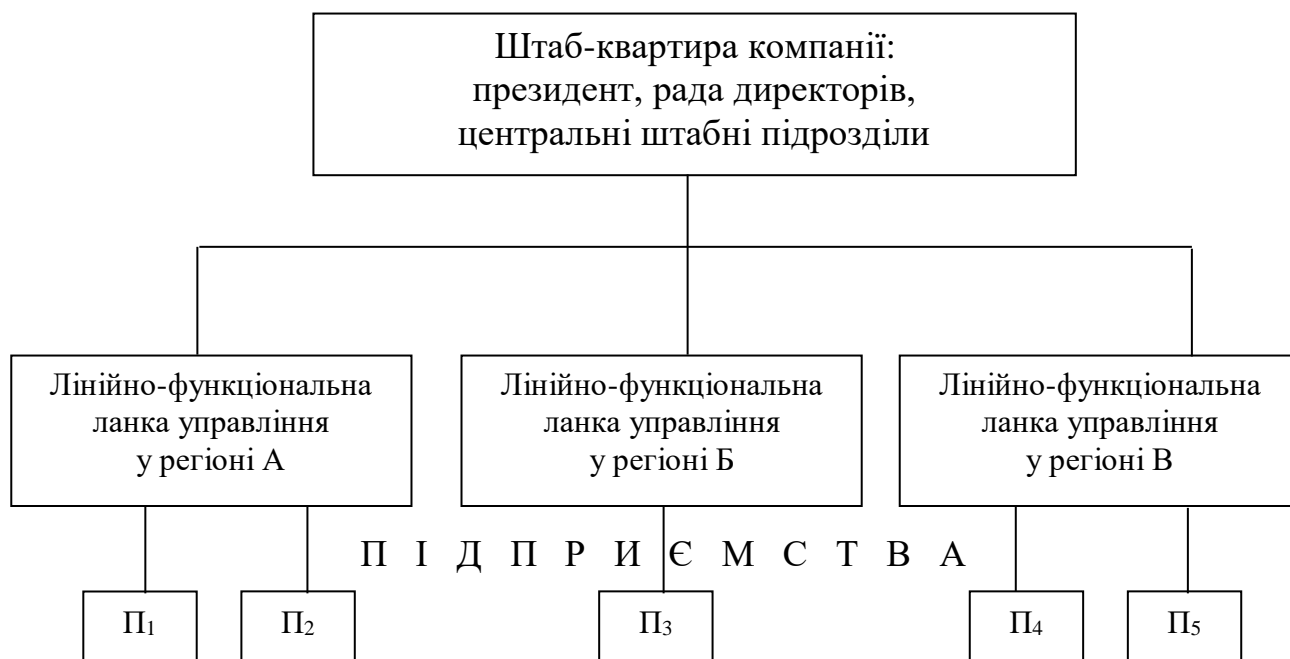 Штаб-квартира компанії:
президент, рада директорів,
центральні штабні підрозділи
Лінійно-функціональна
ланка управління
у регіоні А
Лінійно-функціональна
ланка управління
у регіоні Б
Лінійно-функціональна
ланка управління
у регіоні В
П І Д П Р И Є М С Т В А
П₁ П₂ П₃ П₄ П₅